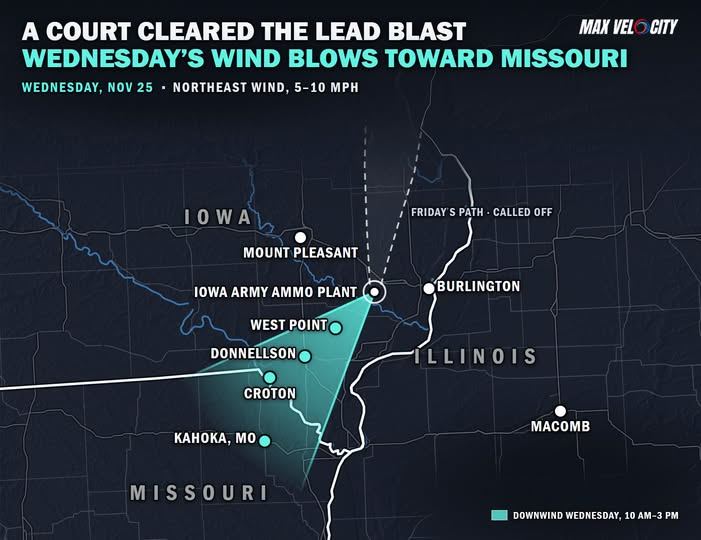 A COURT CLEARED THE LEAD BLAST
MAX VELOCITY
WEDNESDAY'S WIND BLOWS TOWARD MISSOURI
WEDNESDAY, NOV 25 ▪ NORTHEAST WIND, 5–10 MPH
IOWA
FRIDAY'S PATH · CALLED OFF
MOUNT PLEASANT
IOWA ARMY AMMO PLANT
BURLINGTON
WEST POINT
DONNELLSON
ILLINOIS
CROTON
MACOMB
KAHOKA, MO
MISSOURI
DOWNWIND WEDNESDAY, 10 AM–3 PM